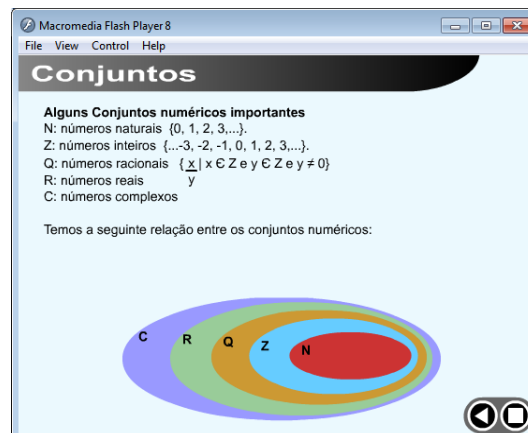 Macromedia Flash Player 8
File View Control Help
Conjuntos
Alguns Conjuntos numéricos importantes
N: números naturais {0, 1, 2, 3,...}.
Z: números inteiros {...-3, -2, -1, 0, 1, 2, 3,...}.
Q: números racionais { x | x Є Z e y Є Z e y ≠ 0}
y
R: números reais
C: números complexos
Temos a seguinte relação entre os conjuntos numéricos:
C R Q Z N